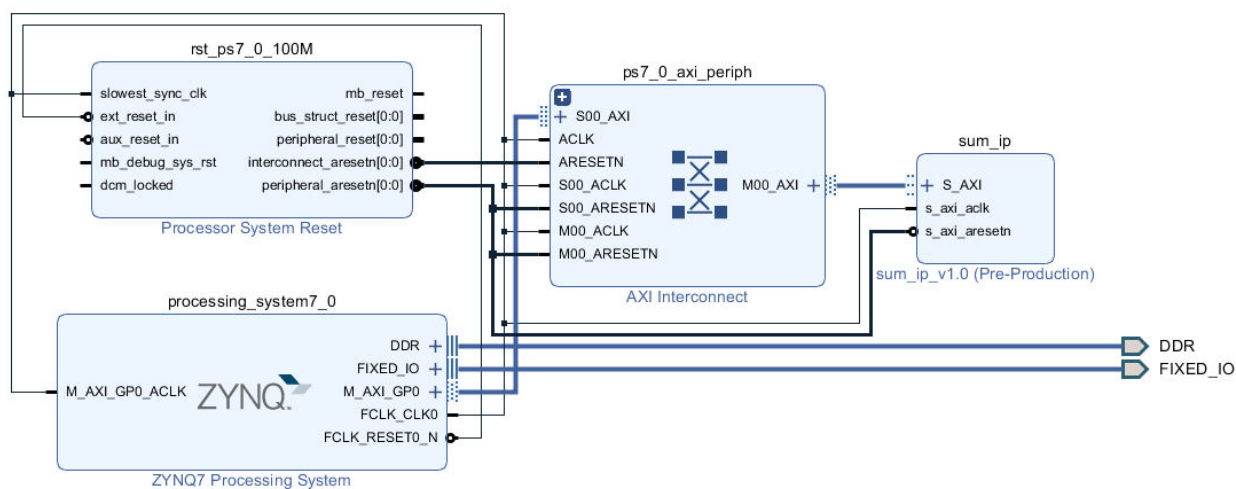 rst_ps7_0_100M
slowest_sync_clk
ext_reset_in
aux_reset_in
mb_debug_sys_rst
dcm_locked
mb_reset
bus_struct_reset[0:0]
peripheral_reset[0:0]
interconnect_aresetn[0:0]
peripheral_aresetn[0:0]
Processor System Reset
ps7_0_axi_periph
S00_AXI
ACLK
ARESETN
S00_ACLK
S00_ARESETN
M00_ACLK
M00_ARESETN
M00_AXI
AXI Interconnect
sum_ip
S_AXI
s_axi_aclk
s_axi_aresetn
sum_ip_v1.0 (Pre-Production)
processing_system7_0
M_AXI_GP0_ACLK
ZYNQ
DDR
FIXED_IO
M_AXI_GP0
FCLK_CLK0
FCLK_RESET0_N
ZYNQ7 Processing System
DDR
FIXED_IO